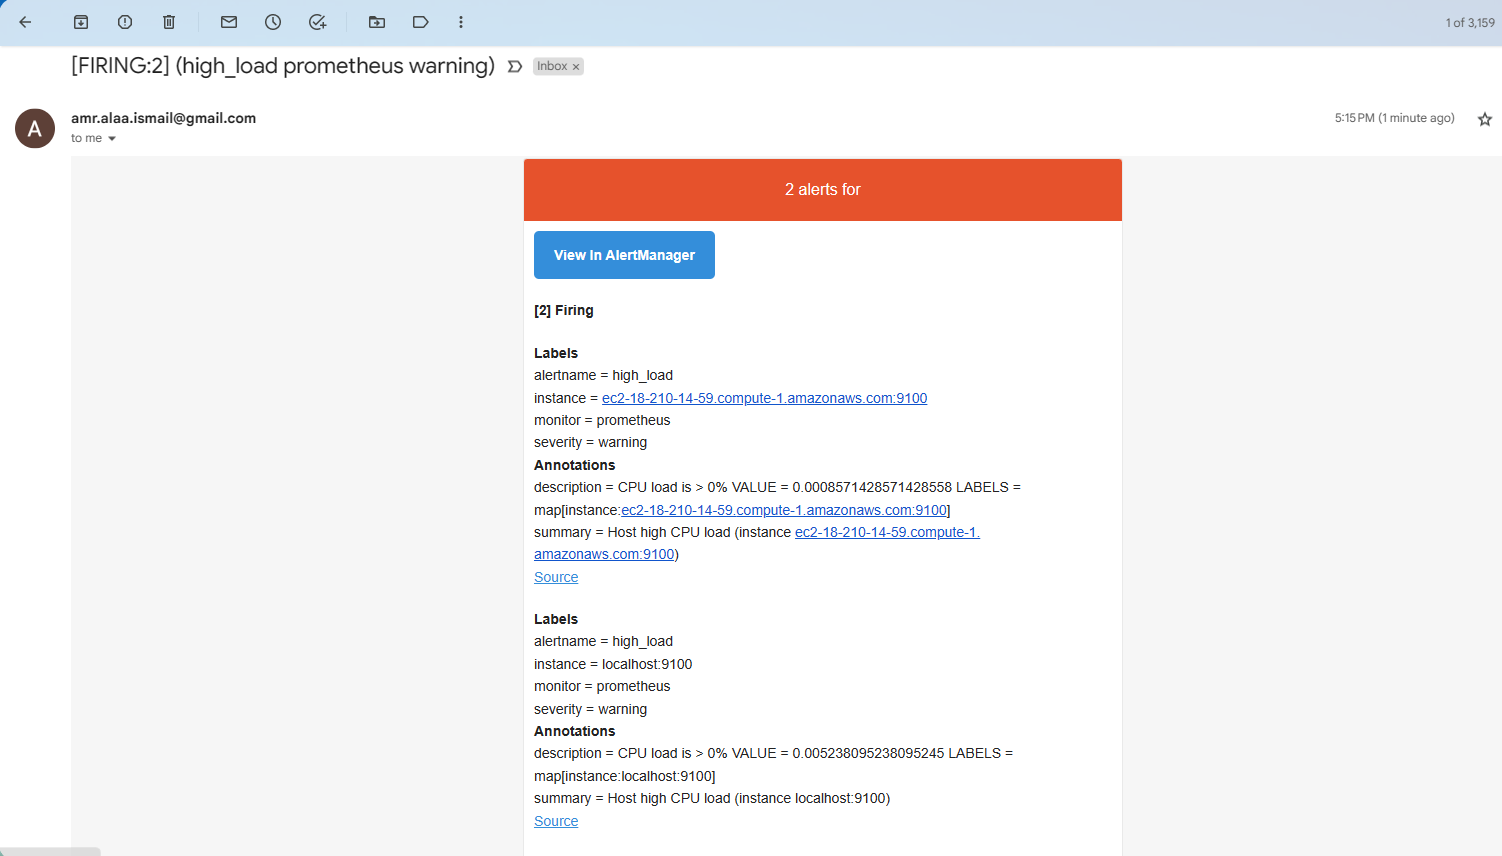 1 of 3,159
[FIRING:2] (high_load prometheus warning)
Inbox ×
A
amr.alaa.ismail@gmail.com
5:15 PM (1 minute ago)
to me
2 alerts for
View In AlertManager
[2] Firing
Labels
alertname = high_load
instance = ec2-18-210-14-59.compute-1.amazonaws.com:9100
monitor = prometheus
severity = warning
Annotations
description = CPU load is > 0% VALUE = 0.0008571428571428558 LABELS =
map[instance:ec2-18-210-14-59.compute-1.amazonaws.com:9100]
summary = Host high CPU load (instance ec2-18-210-14-59.compute-1.
amazonaws.com:9100)
Source
Labels
alertname = high_load
instance = localhost:9100
monitor = prometheus
severity = warning
Annotations
description = CPU load is > 0% VALUE = 0.005238095238095245 LABELS =
map[instance:localhost:9100]
summary = Host high CPU load (instance localhost:9100)
Source